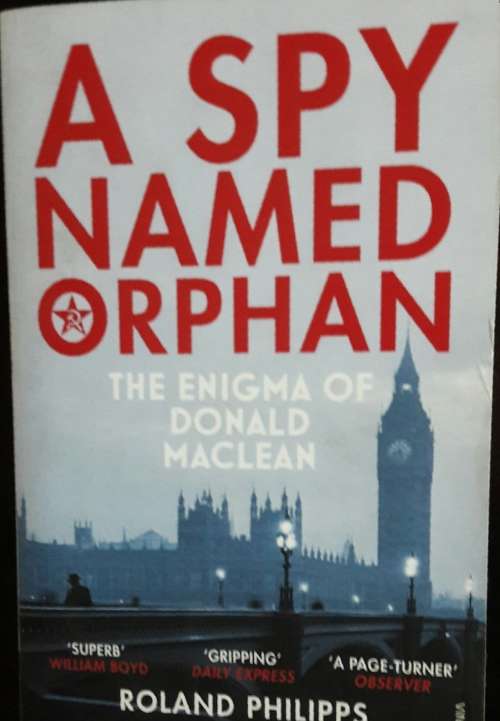 A SPY
NAMED
ORPHAN
THE ENIGMA OF
DONALD
MACLEAN
'SUPERB'
WILLIAM BOYD
'GRIPPING'
DAILY EXPRESS
'A PAGE-TURNER'
OBSERVER
ROLAND PHILIPPS